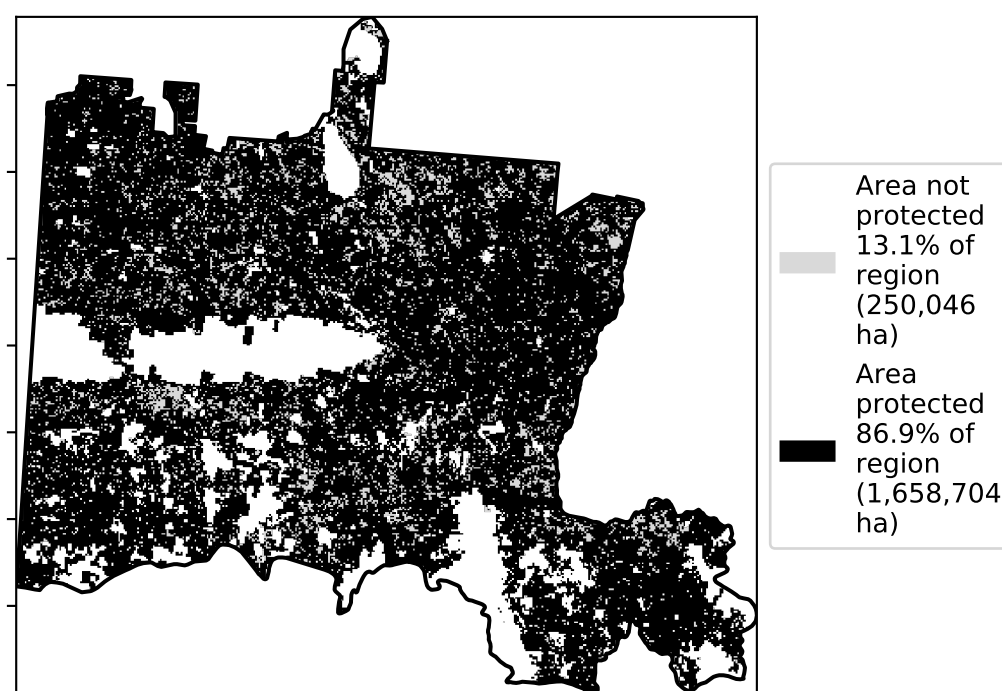 Area not
protected
13.1% of
region
(250,046
ha)
Area
protected
86.9% of
region
(1,658,704
ha)